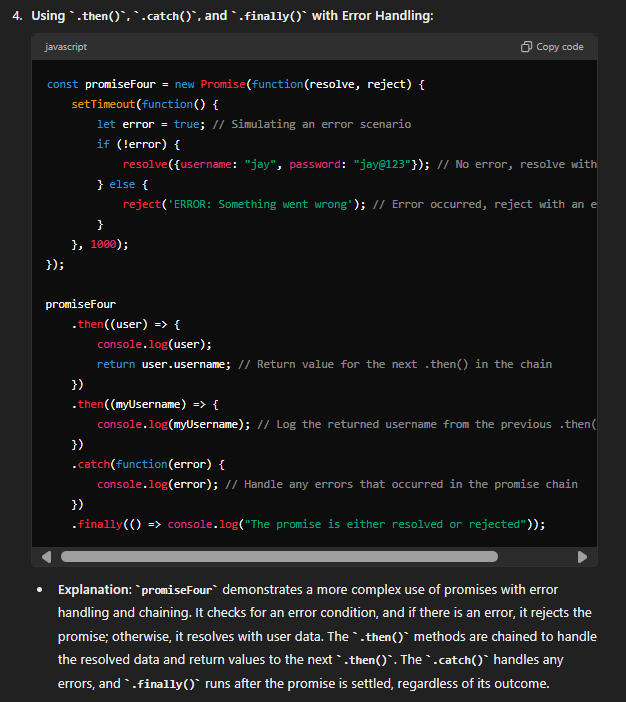 4. Using `.then()`, `.catch()`, and `.finally()` with Error Handling:
javascript
Copy code
const promiseFour = new Promise(function(resolve, reject) {
    setTimeout(function() {
        let error = true; // Simulating an error scenario
        if (!error) {
            resolve({username: "jay", password: "jay@123"}); // No error, resolve with
        } else {
            reject('ERROR: Something went wrong'); // Error occurred, reject with an e
        }
    }, 1000);
});
promiseFour
    .then((user) => {
        console.log(user);
        return user.username; // Return value for the next .then() in the chain
    })
    .then((myUsername) => {
        console.log(myUsername); // Log the returned username from the previous .then(
    })
    .catch(function(error) {
        console.log(error); // Handle any errors that occurred in the promise chain
    })
    .finally(() => console.log("The promise is either resolved or rejected"));
• Explanation: `promiseFour` demonstrates a more complex use of promises with error
handling and chaining. It checks for an error condition, and if there is an error, it rejects the
promise; otherwise, it resolves with user data. The `.then()` methods are chained to handle
the resolved data and return values to the next `.then()`. The `.catch()` handles any
errors, and `.finally()` runs after the promise is settled, regardless of its outcome.